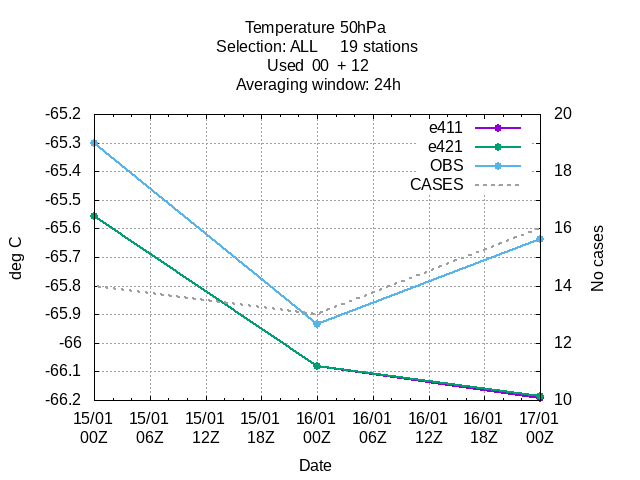 Temperature 50hPa
Selection: ALL 19 stations
Used 00 + 12
Averaging window: 24h
-65.2
-65.3
-65.4
-65.5
-65.6
-65.7
-65.8
-65.9
-66
-66.1
-66.2
deg C
e411
e421
OBS
CASES
20
18
16
14
12
10
No cases
15/01 15/01 15/01 15/01 16/01 16/01 16/01 16/01 17/01
00Z 06Z 12Z 18Z 00Z 06Z 12Z 18Z 00Z
Date